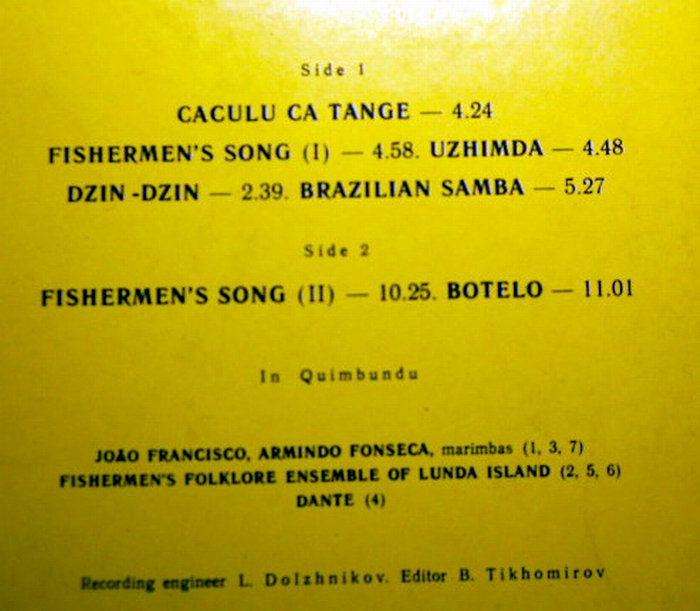 Side 1
CACULU CA TANGE — 4.24
FISHERMEN'S SONG (I) — 4.58. UZHIMDA — 4.48
DZIN-DZIN — 2.39. BRAZILIAN SAMBA — 5.27
Side 2
FISHERMEN'S SONG (II) — 10.25. BOTELO — 11.01
In Quimbundu
JOÃO FRANCISCO, ARMINDO FONSECA, marimbas (1, 3, 7)
FISHERMEN'S FOLKLORE ENSEMBLE OF LUNDA ISLAND (2, 5, 6)
DANTE (4)
Recording engineer L. Dolzhnikov. Editor B. Tikhomirov